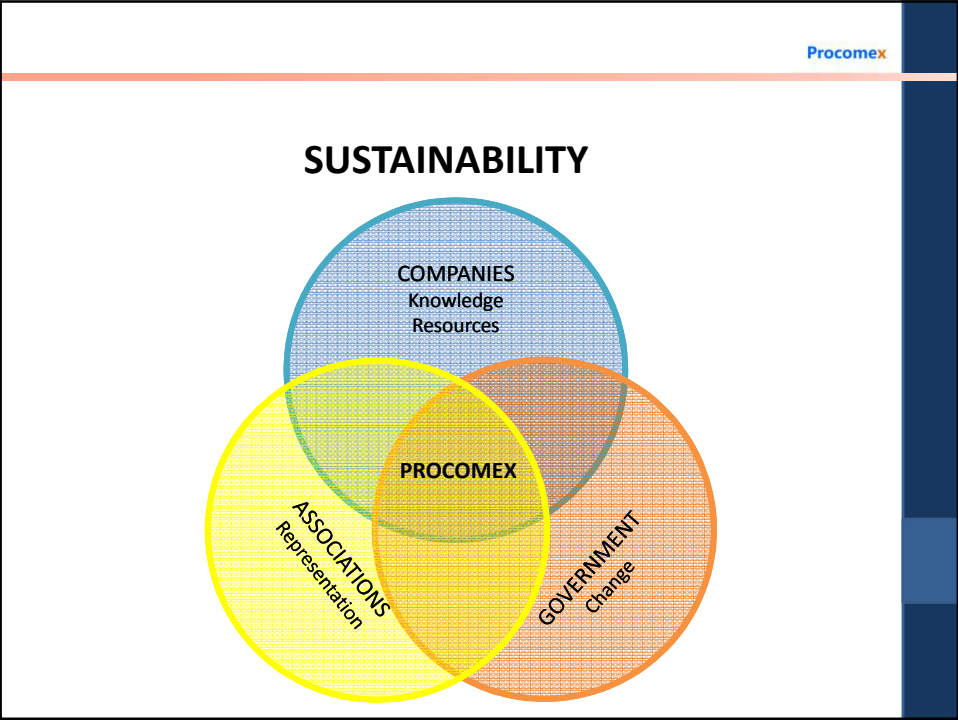 Procomex
SUSTAINABILITY
COMPANIES
Knowledge
Resources
PROCOMEX
ASSOCIATIONS
Representation
GOVERNMENT
Change